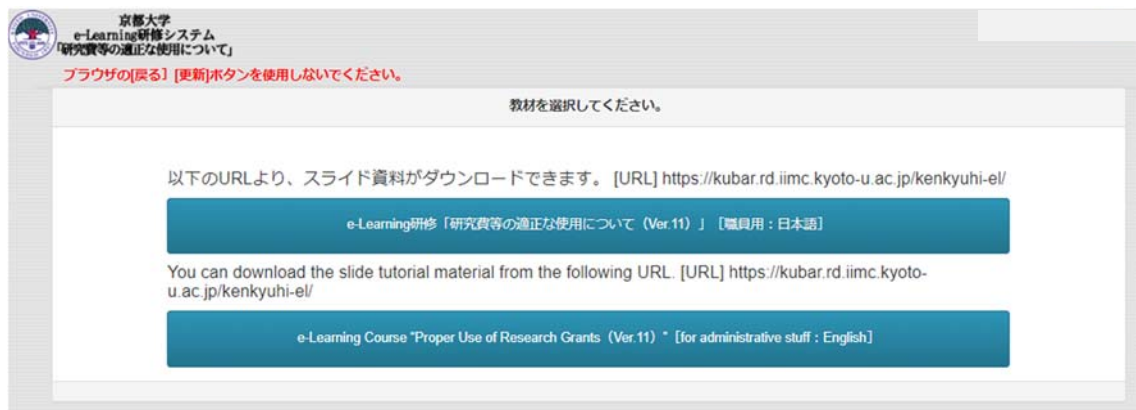 京都大学
e-Learning研修システム
「研究費等の適正な使用について」
ブラウザの[戻る］[更新]ボタンを使用しないでください。
教材を選択してください。
以下のURLより、スライド資料がダウンロードできます。 [URL] https://kubar.rd.iimc.kyoto-u.ac.jp/kenkyuhi-el/
e-Learning研修「研究費等の適正な使用について（Ver.11）」［職員用：日本語］
You can download the slide tutorial material from the following URL. [URL] https://kubar.rd.iimc.kyoto-
u.ac.jp/kenkyuhi-el/
e-Learning Course "Proper Use of Research Grants（Ver.11）"［for administrative stuff：English］